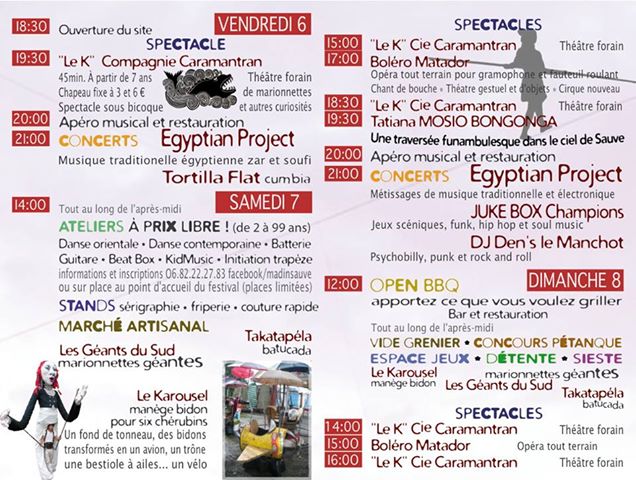 VENDREDI 6
18:30 Ouverture du site
SPECTACLE
19:30 "Le K" Compagnie Caramantran
45min. À partir de 7 ans
Chapeau fixe à 3 et 6 €
Spectacle sous bicoque
Théâtre forain
de marionnettes
et autres curiosités
20:00 Apéro musical et restauration
21:00 CONCERTS Egyptian Project
Musique traditionelle égyptienne zar et soufi
Tortilla Flat cumbia
SAMEDI 7
14:00 Tout au long de l'après-midi
ATELIERS À PRIX LIBRE ! (de 2 à 99 ans)
Danse orientale • Danse contemporaine • Batterie
Guitare • Beat Box • KidMusic • Initiation trapèze
informations et inscriptions 06.82.22.27.83 facebook/madinsauve
ou sur place au point d'accueil du festival (places limitées)
STANDS sérigraphie • friperie • couture rapide
MARCHÉ ARTISANAL
Les Géants du Sud
marionnettes géantes
Takatapéla
batucada
Le Karousel
manège bidon
pour six chérubins
Un fond de tonneau, des bidons
transformés en un avion, un trône
une bestiole à ailes... un vélo
SPECTACLES
15:00 "Le K" Cie Caramantran Théâtre forain
17:00 Boléro Matador
Opéra tout terrain pour gramophone et fauteuil roulant
Chant de bouche • Théâtre gestuel et d'objets • Cirque nouveau
18:30 "Le K" Cie Caramantran Théâtre forain
19:30 Tatiana MOSIO BONGONGA
Une traversée funambulesque dans le ciel de Sauve
20:00 Apéro musical et restauration
21:00 CONCERTS Egyptian Project
Métissages de musique traditionnelle et électronique
JUKE BOX Champions
Jeux scéniques, funk, hip hop et soul music
DJ Den's le Manchot
Psychobilly, punk et rock and roll
DIMANCHE 8
12:00 OPEN BBQ
apportez ce que vous voulez griller
Bar et restauration
Tout au long de l'après-midi
VIDE GRENIER • CONCOURS PÉTANQUE
ESPACE JEUX • DÉTENTE • SIESTE
Le Karousel
manège bidon
marionnettes géantes
Les Géants du Sud
Takatapéla
batucada
SPECTACLES
14:00 "Le K" Cie Caramantran Théâtre forain
15:00 Boléro Matador Opéra tout terrain
16:00 "Le K" Cie Caramantran Théâtre forain